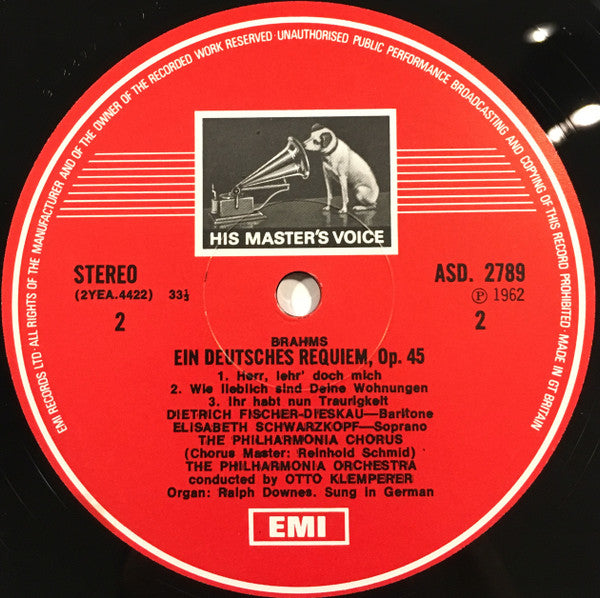 EMI RECORDS LTD · ALL RIGHTS OF THE MANUFACTURER AND OF THE OWNER OF THE RECORDED WORK RESERVED · UNAUTHORISED PUBLIC PERFORMANCE BROADCASTING AND COPYING OF THIS RECORD PROHIBITED · MADE IN GT BRITAIN
HIS MASTER'S VOICE
STEREO
(2YEA.4422) 33⅓
2
ASD. 2789
Ⓟ 1962
2
BRAHMS
EIN DEUTSCHES REQUIEM, Op. 45
1. Herr, lehr' doch mich
2. Wie lieblich sind Deine Wohnungen
3. Ihr habt nun Traurigkeit
DIETRICH FISCHER-DIESKAU—Baritone
ELISABETH SCHWARZKOPF—Soprano
THE PHILHARMONIA CHORUS
(Chorus Master: Reinhold Schmid)
THE PHILHARMONIA ORCHESTRA
conducted by OTTO KLEMPERER
Organ: Ralph Downes. Sung in German
EMI